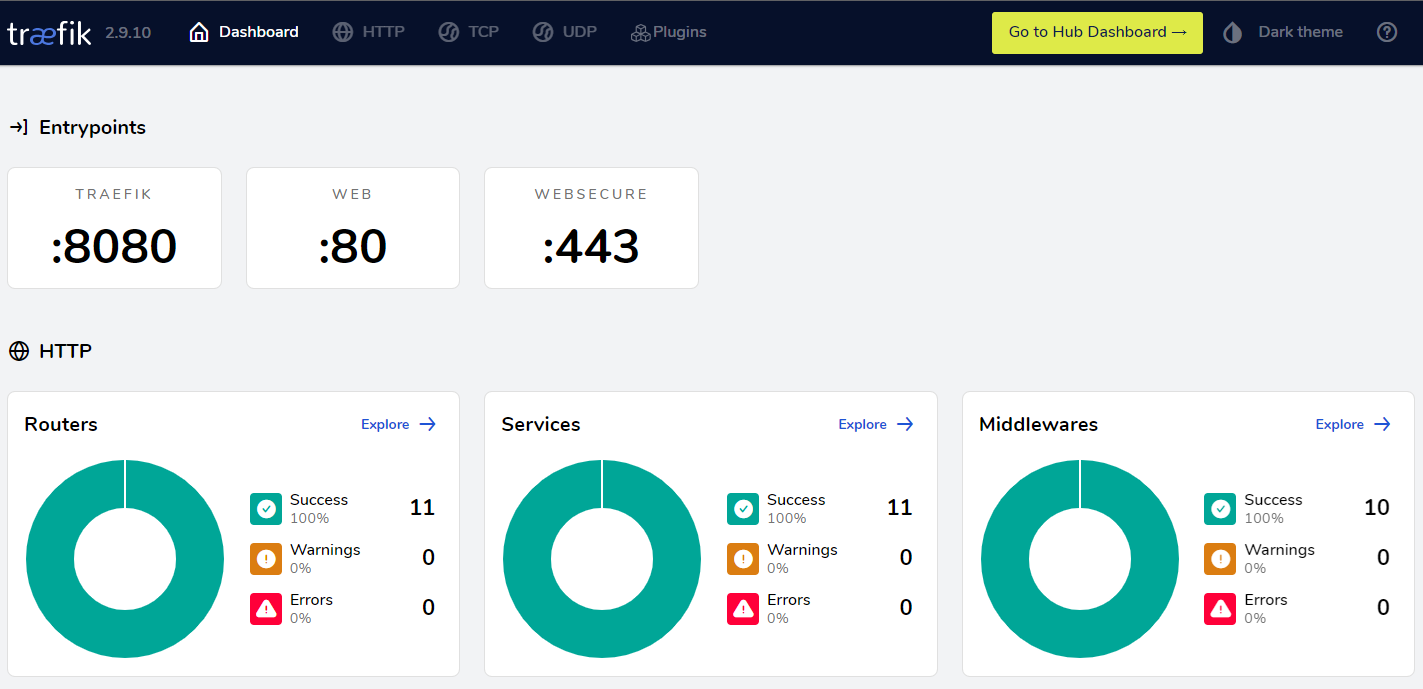 træfik 2.9.10 Dashboard HTTP TCP UDP Plugins Go to Hub Dashboard → Dark theme
Entrypoints
TRAEFIK
:8080
WEB
:80
WEBSECURE
:443
HTTP
Routers Explore
Success 11
100%
Warnings 0
0%
Errors 0
0%
Services Explore
Success 11
100%
Warnings 0
0%
Errors 0
0%
Middlewares Explore
Success 10
100%
Warnings 0
0%
Errors 0
0%